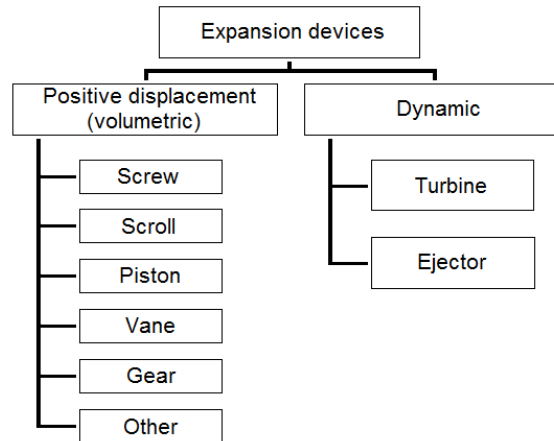 Expansion devices
Positive displacement
(volumetric)
Screw
Scroll
Piston
Vane
Gear
Other
Dynamic
Turbine
Ejector